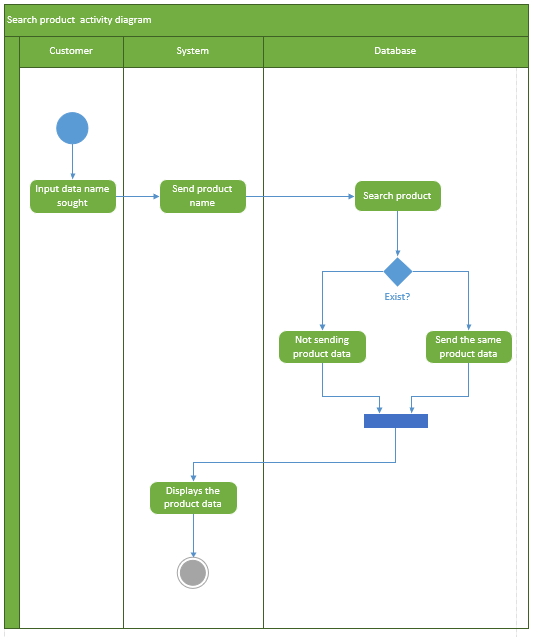 Search product  activity diagram
Customer
System
Database
Input data name
sought
Send product
name
Search product
Exist?
Not sending
product data
Send the same
product data
Displays the
product data